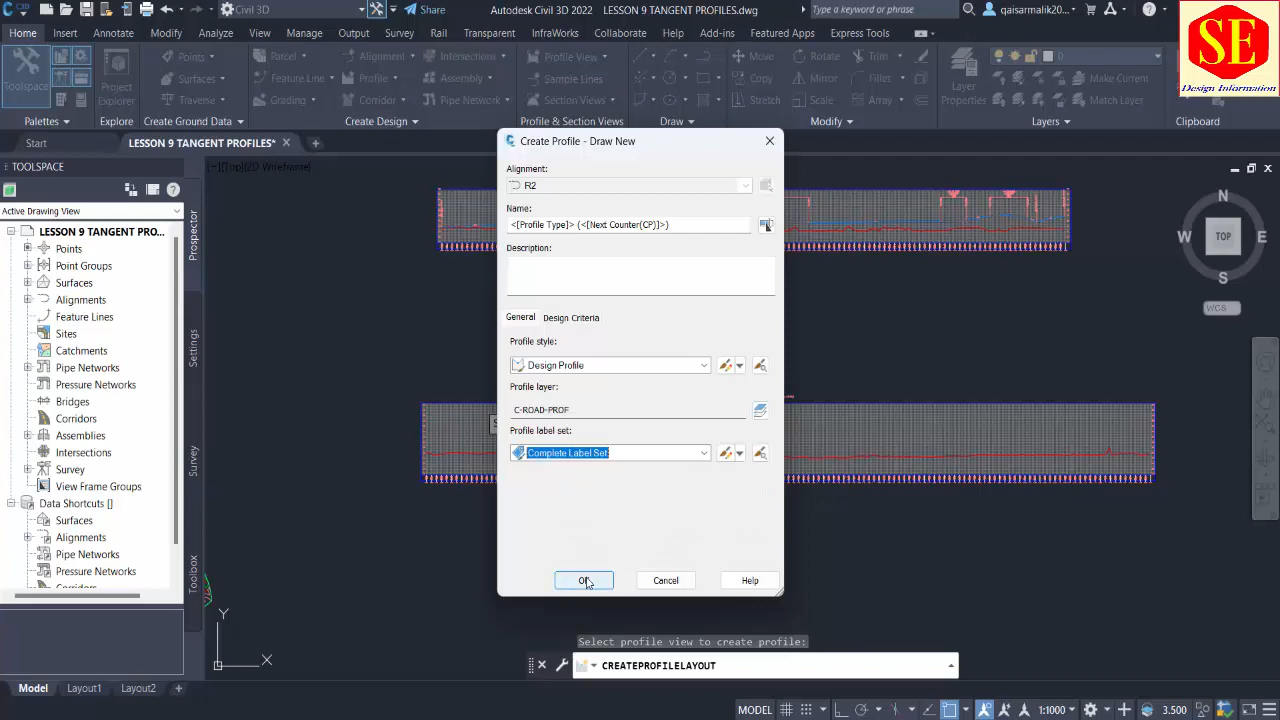 Civil 3D
Share
Autodesk Civil 3D 2022 LESSON 9 TANGENT PROFILES.dwg
Type a keyword or phrase
qaisarmalik20...
Home Insert Annotate Modify Analyze View Manage Output Survey Rail Transparent InfraWorks Collaborate Help Add-ins Featured Apps Express Tools
Toolspace
Project Explorer
Points
Surfaces
Traverse
Parcel
Feature Line
Grading
Alignment
Profile
Corridor
Intersections
Assembly
Pipe Network
Profile View
Sample Lines
Section Views
Move
Copy
Stretch
Rotate
Mirror
Scale
Trim
Fillet
Array
Layer Properties
0
Make Current
Match Layer
Palettes Explore Create Ground Data Create Design Profile & Section Views Draw Modify Layers Clipboard
SE
Design Information
Start
LESSON 9 TANGENT PROFILES*
TOOLSPACE
Active Drawing View
LESSON 9 TANGENT PRO...
Points
Point Groups
Surfaces
Alignments
Feature Lines
Sites
Catchments
Pipe Networks
Pressure Networks
Bridges
Corridors
Assemblies
Intersections
Survey
View Frame Groups
Data Shortcuts []
Surfaces
Alignments
Pipe Networks
Pressure Networks
Corridors
Prospector
Settings
Survey
Toolbox
[−][Top][2D Wireframe]
Create Profile - Draw New
Alignment:
R2
Name:
<[Profile Type]> (<[Next Counter(CP)]>)
Description:
General
Design Criteria
Profile style:
Design Profile
Profile layer:
C-ROAD-PROF
Profile label set:
Complete Label Set
OK
Cancel
Help
N
W
TOP
E
S
WCS
Y
X
Select profile view to create profile:
CREATEPROFILELAYOUT
Model
Layout1
Layout2
MODEL
1:1000
3.500